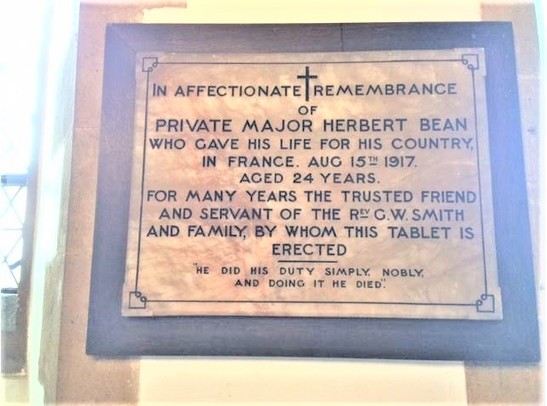 IN AFFECTIONATE REMEMBRANCE
OF
PRIVATE MAJOR HERBERT BEAN
WHO GAVE HIS LIFE FOR HIS COUNTRY,
IN FRANCE. AUG 15TH 1917.
AGED 24 YEARS.
FOR MANY YEARS THE TRUSTED FRIEND
AND SERVANT OF THE REV G.W. SMITH
AND FAMILY, BY WHOM THIS TABLET IS
ERECTED
"HE DID HIS DUTY SIMPLY, NOBLY,
AND DOING IT HE DIED".